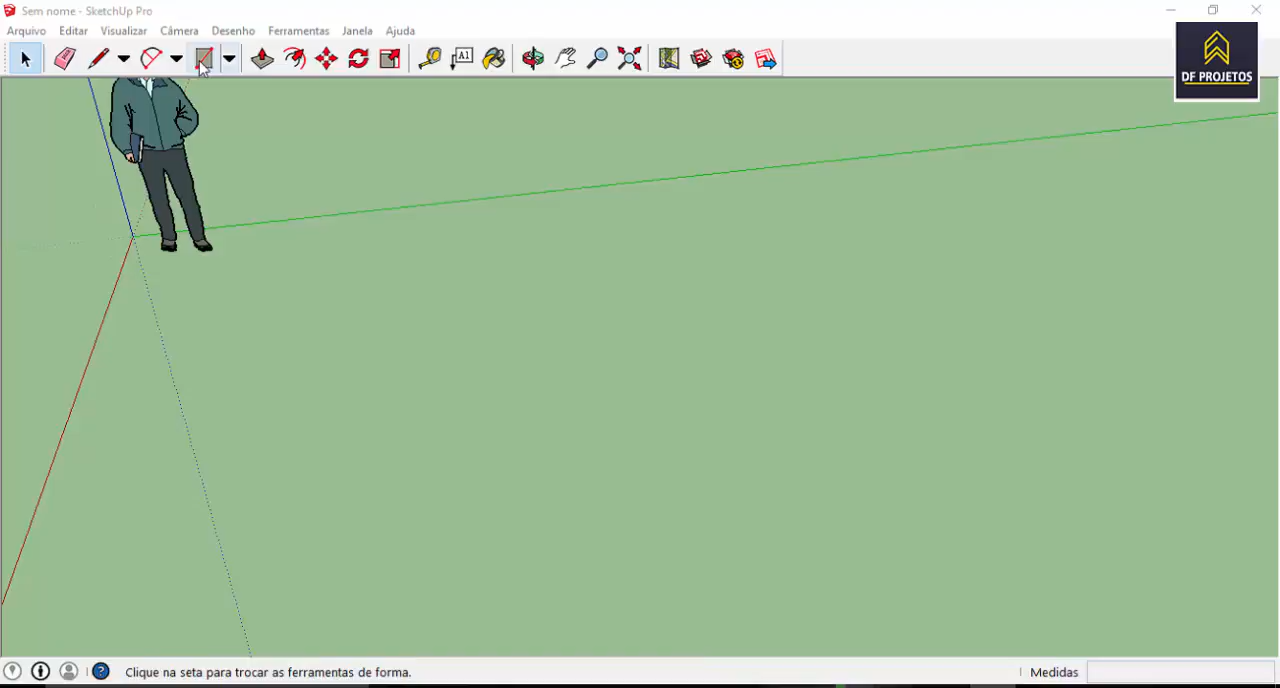 Sem nome - SketchUp Pro
Arquivo Editar Visualizar Câmera Desenho Ferramentas Janela Ajuda
A1
DF PROJETOS
Clique na seta para trocar as ferramentas de forma.
Medidas